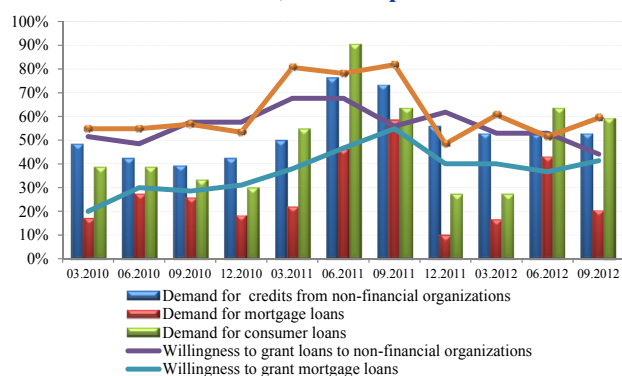 100%
90%
80%
70%
60%
50%
40%
30%
20%
10%
0%
03.2010 06.2010 09.2010 12.2010 03.2011 06.2011 09.2011 12.2011 03.2012 06.2012 09.2012
Demand for credits from non-financial organizations
Demand for mortgage loans
Demand for consumer loans
Willingness to grant loans to non-financial organizations
Willingness to grant mortgage loans